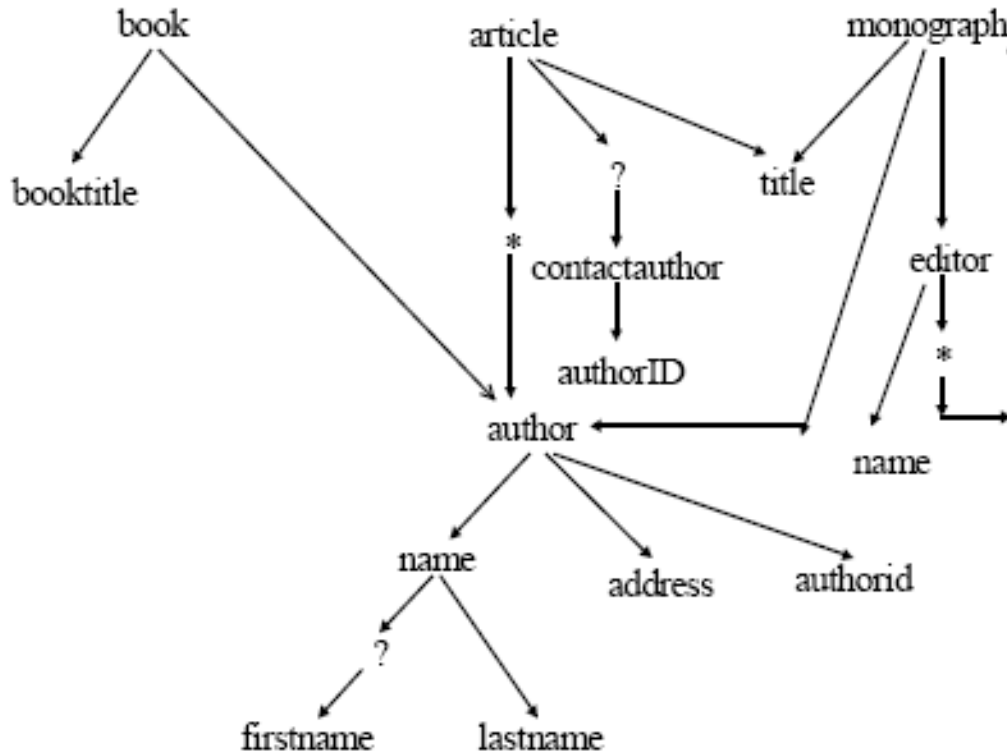 book
article
monograph
?
title
booktitle
*
contactauthor
editor
*
authorID
author
name
name
address
authorid
?
firstname
lastname